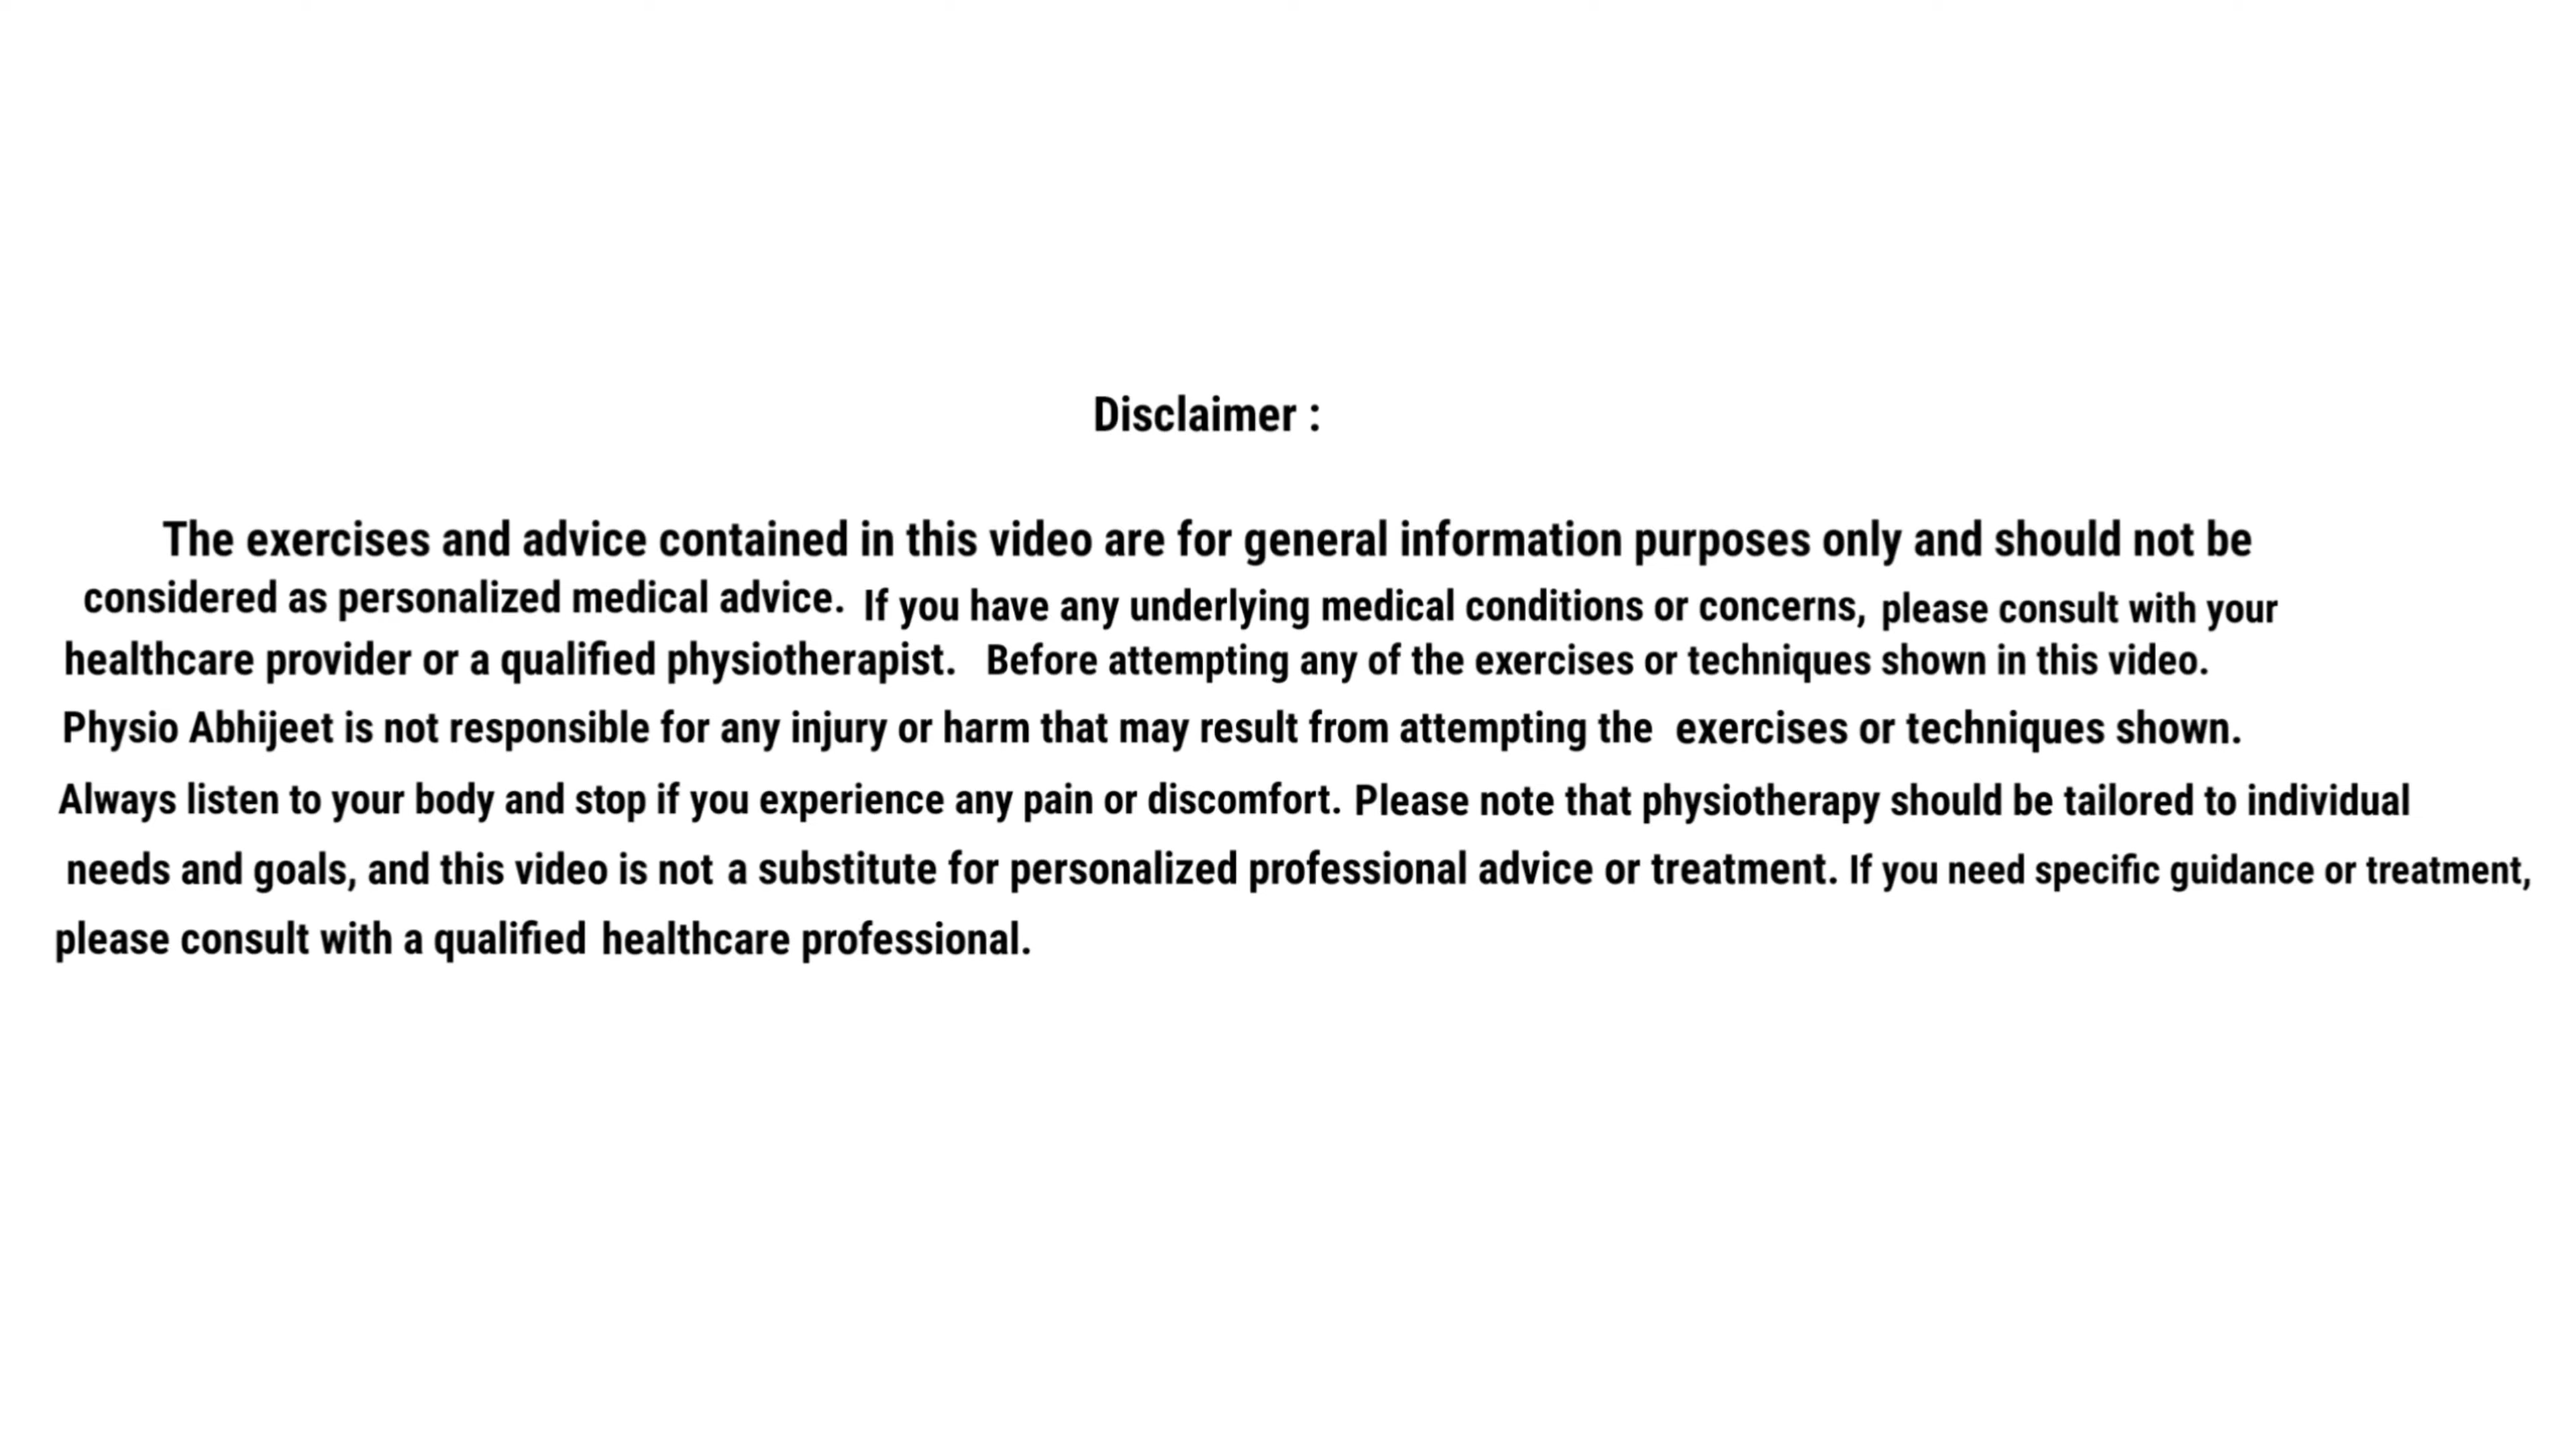 Disclaimer :
The exercises and advice contained in this video are for general information purposes only and should not be
considered as personalized medical advice. If you have any underlying medical conditions or concerns, please consult with your
healthcare provider or a qualified physiotherapist. Before attempting any of the exercises or techniques shown in this video.
Physio Abhijeet is not responsible for any injury or harm that may result from attempting the exercises or techniques shown.
Always listen to your body and stop if you experience any pain or discomfort. Please note that physiotherapy should be tailored to individual
needs and goals, and this video is not a substitute for personalized professional advice or treatment. If you need specific guidance or treatment,
please consult with a qualified healthcare professional.